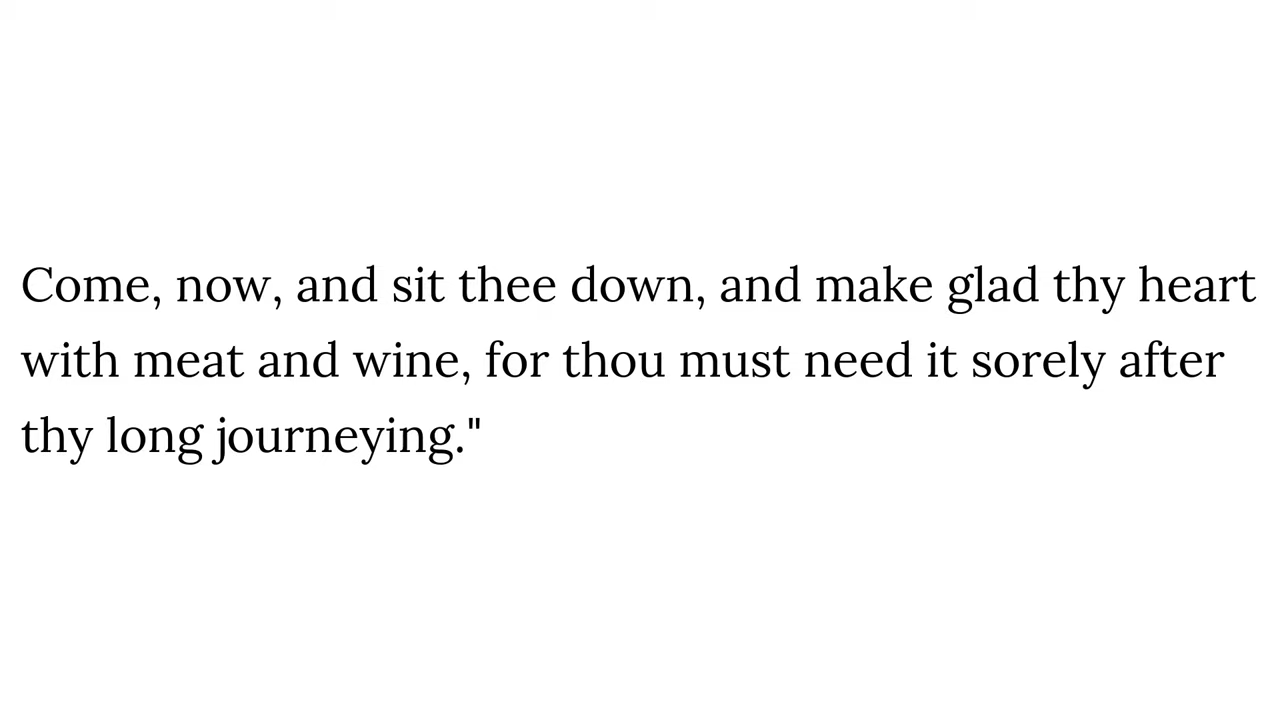 Come, now, and sit thee down, and make glad thy heart
with meat and wine, for thou must need it sorely after
thy long journeying."